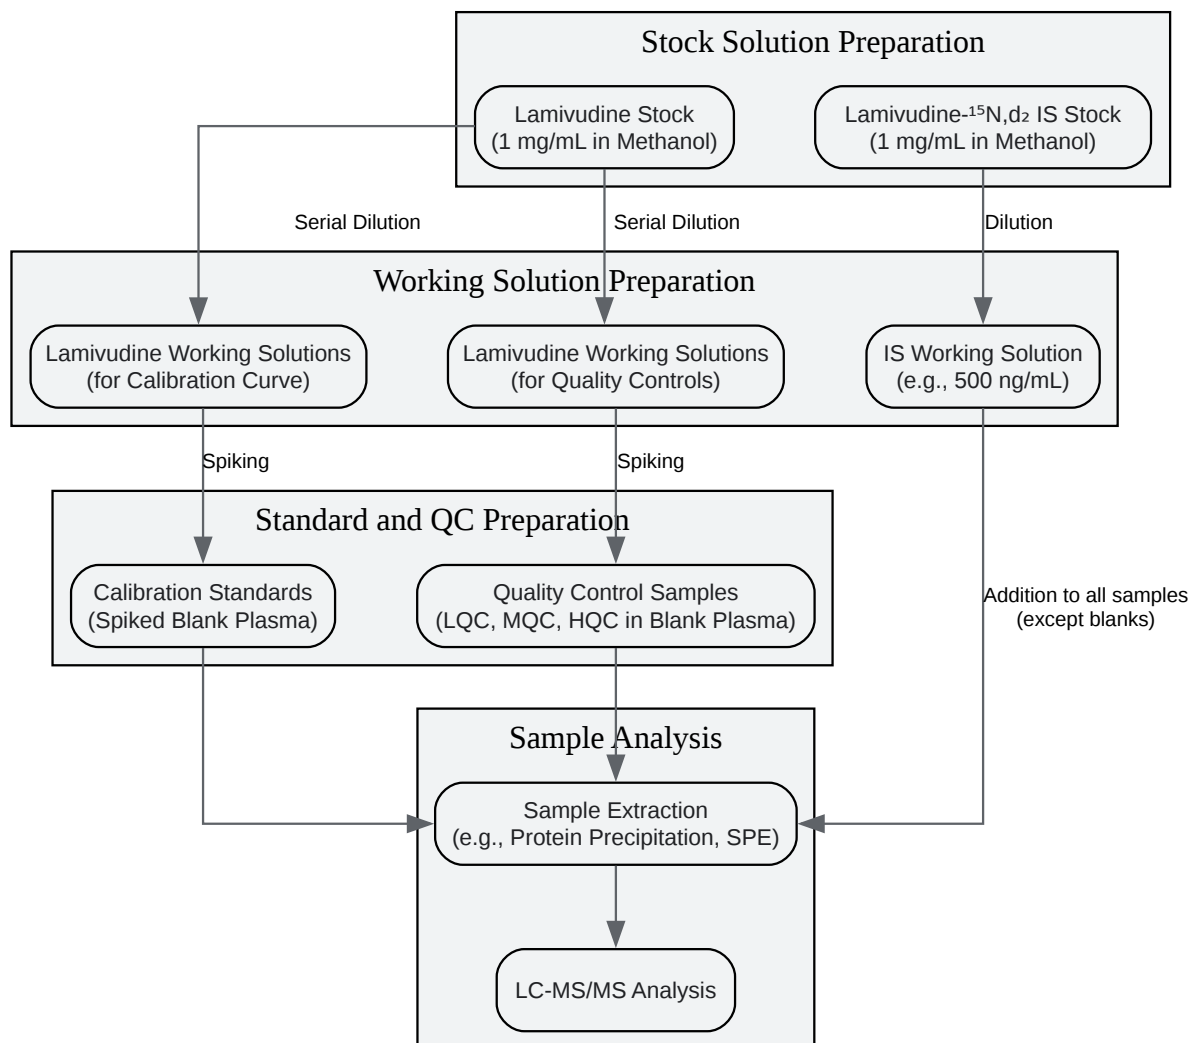 Stock Solution Preparation
Lamivudine Stock
(1 mg/mL in Methanol)
Lamivudine-¹⁵N,d₂ IS Stock
(1 mg/mL in Methanol)
Serial Dilution
Serial Dilution
Dilution
Working Solution Preparation
Lamivudine Working Solutions
(for Calibration Curve)
Lamivudine Working Solutions
(for Quality Controls)
IS Working Solution
(e.g., 500 ng/mL)
Spiking
Spiking
Standard and QC Preparation
Calibration Standards
(Spiked Blank Plasma)
Quality Control Samples
(LQC, MQC, HQC in Blank Plasma)
Addition to all samples
(except blanks)
Sample Analysis
Sample Extraction
(e.g., Protein Precipitation, SPE)
LC-MS/MS Analysis